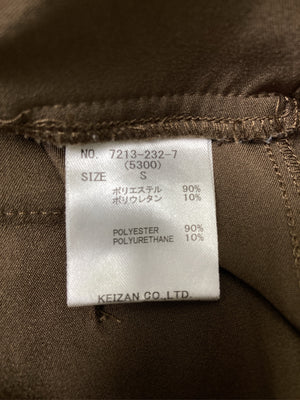 NO. 7213-232-7
(5300)
SIZE S
ポリエステル 90%
ポリウレタン 10%
POLYESTER 90%
POLYURETHANE 10%
KEIZAN CO.,LTD.